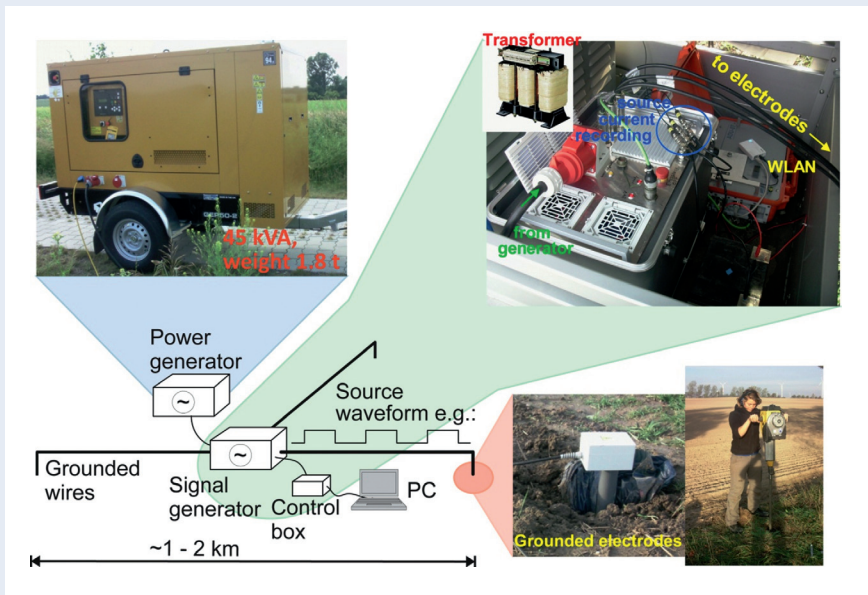 45 kVA,
weight 1.8 t
Transformer
source
current
recording
to electrodes
WLAN
from
generator
Power
generator
Source
waveform e.g.:
~
~
Grounded
wires
Signal
generator
Control
box
PC
~1 - 2 km
Grounded electrodes